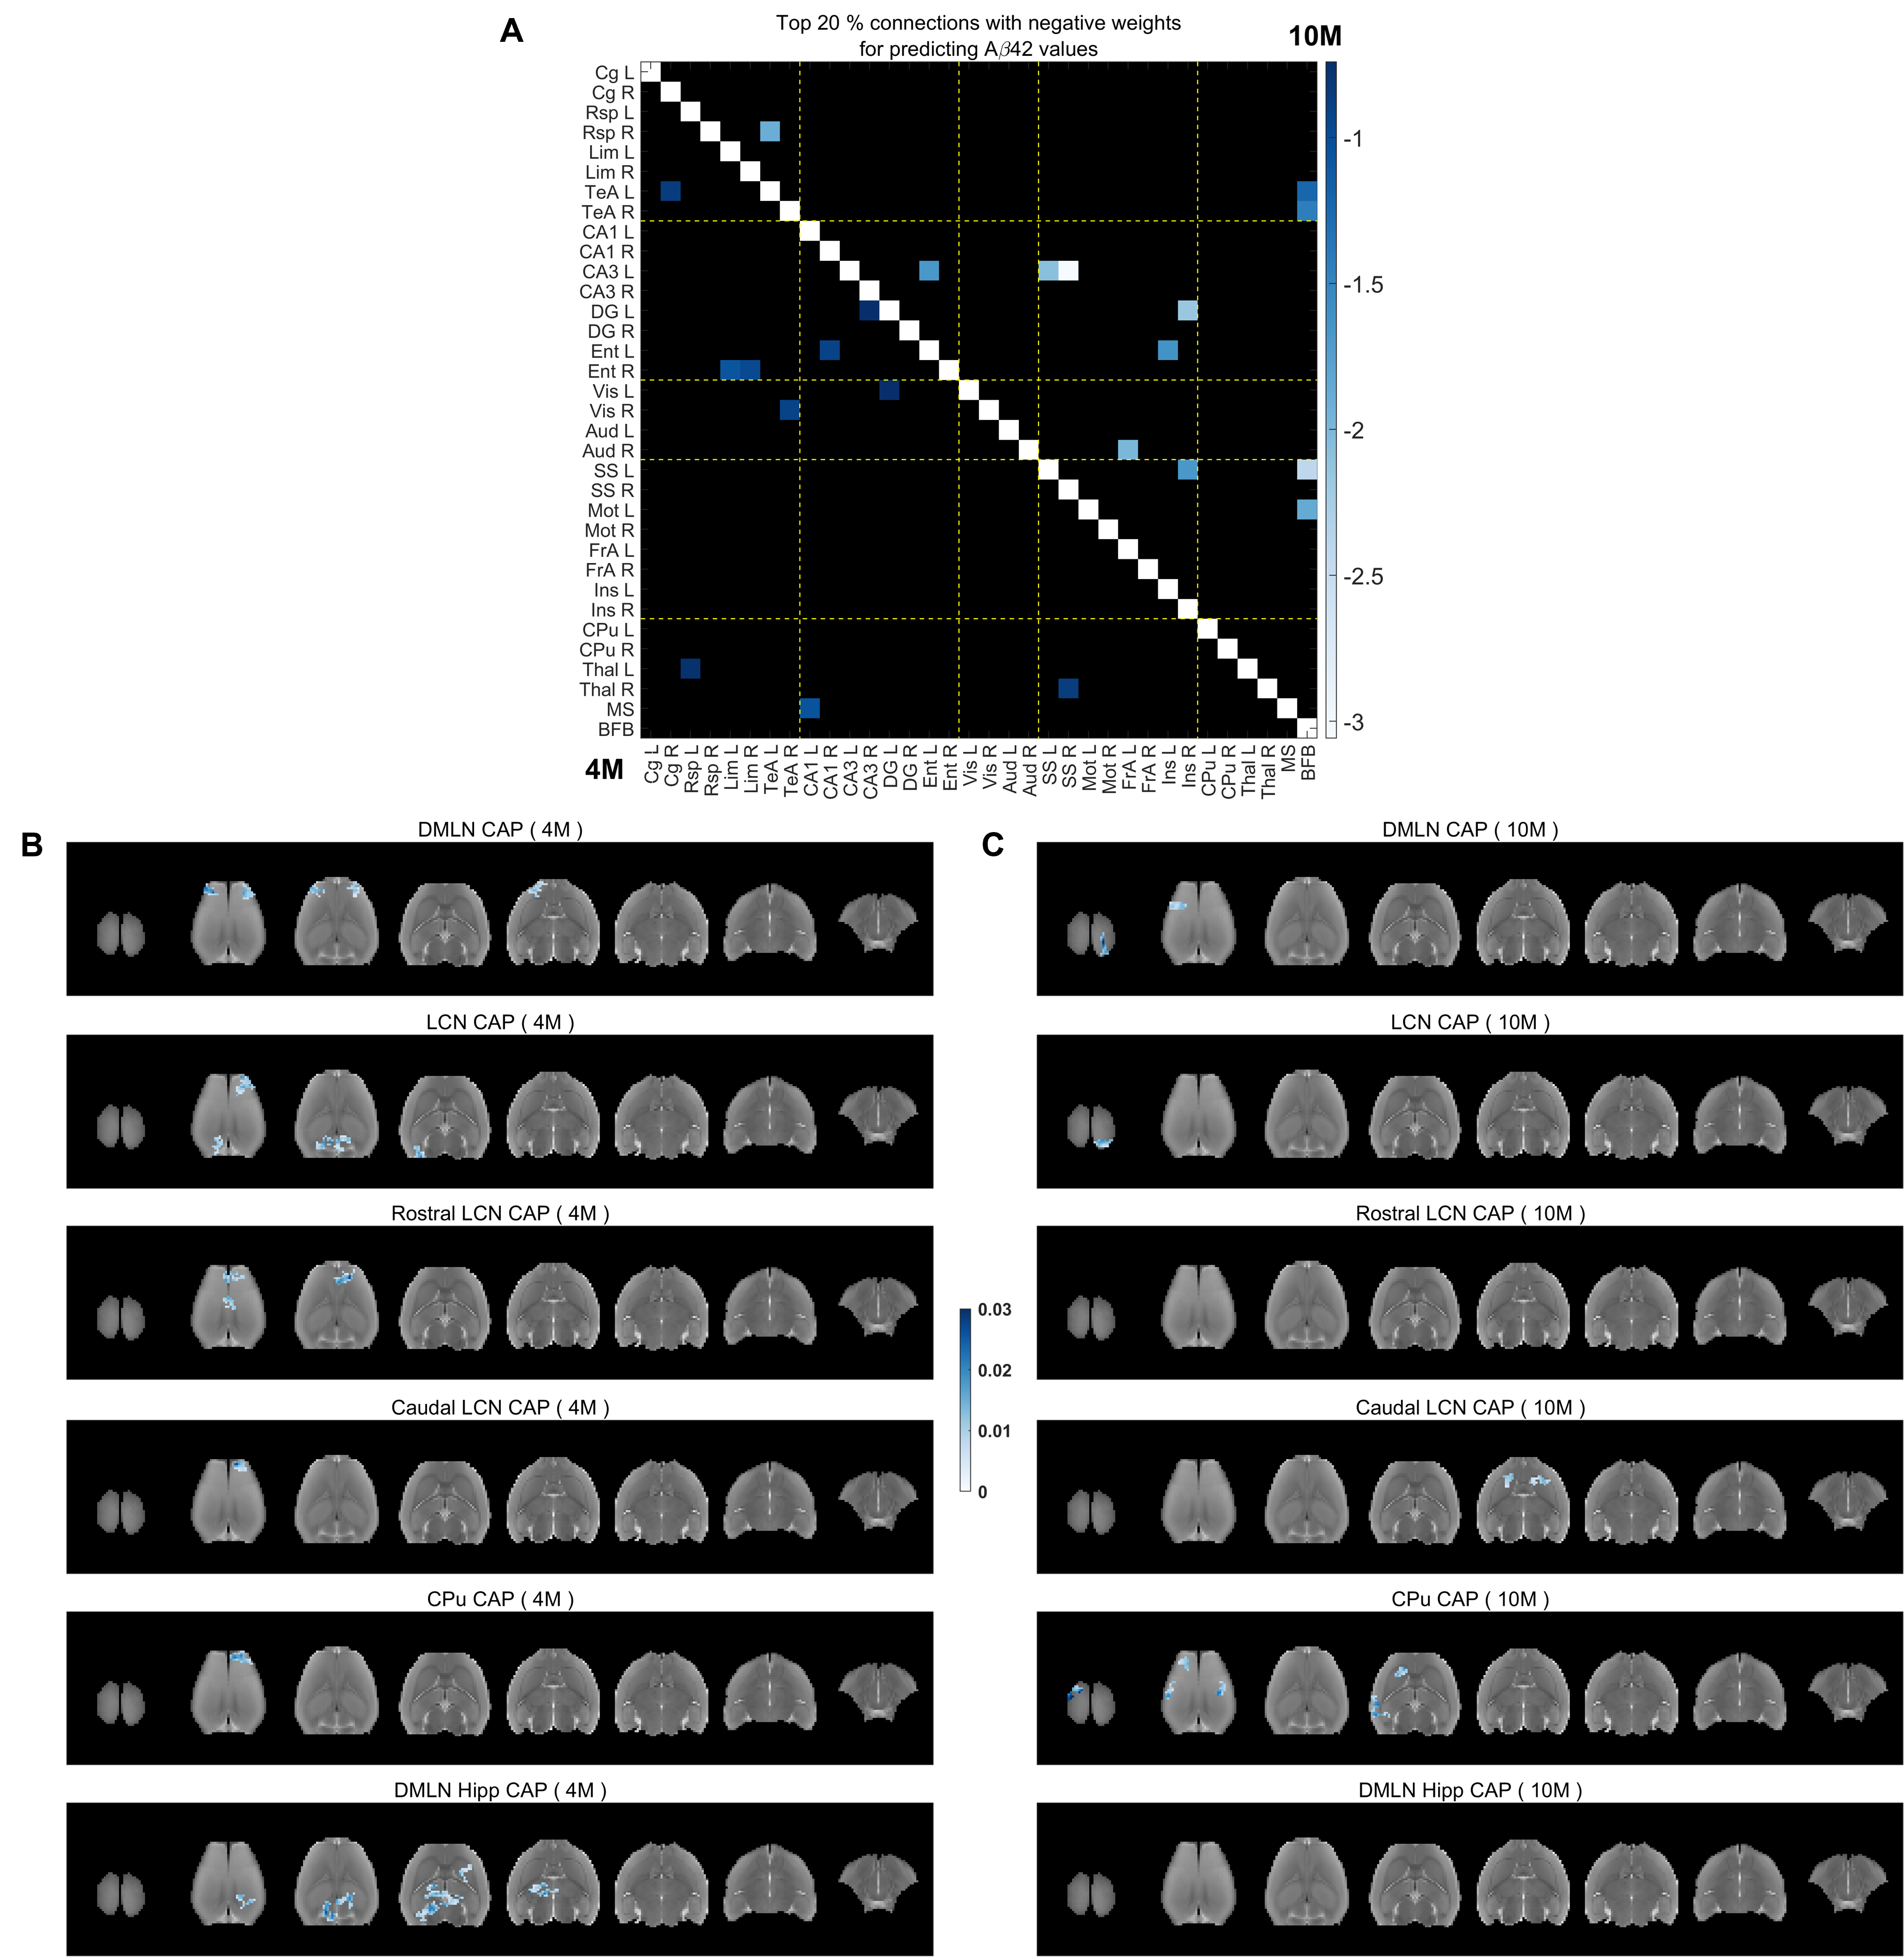 A
Top 20 % connections with negative weights
for predicting Aβ42 values
10M
Cg L
Cg R
Rsp L
Rsp R
Lim L
Lim R
TeA L
TeA R
CA1 L
CA1 R
CA3 L
CA3 R
DG L
DG R
Ent L
Ent R
Vis L
Vis R
Aud L
Aud R
SS L
SS R
Mot L
Mot R
FrA L
FrA R
Ins L
Ins R
CPu L
CPu R
Thal L
Thal R
MS
BFB
-1
-1.5
-2
-2.5
-3
4M
Cg L
Cg R
Rsp L
Rsp R
Lim L
Lim R
TeA L
TeA R
CA1 L
CA1 R
CA3 L
CA3 R
DG L
DG R
Ent L
Ent R
Vis L
Vis R
Aud L
Aud R
SS L
SS R
Mot L
Mot R
FrA L
FrA R
Ins L
Ins R
CPu L
CPu R
Thal L
Thal R
MS
BFB
B
DMLN CAP ( 4M )
LCN CAP ( 4M )
Rostral LCN CAP ( 4M )
Caudal LCN CAP ( 4M )
CPu CAP ( 4M )
DMLN Hipp CAP ( 4M )
0.03
0.02
0.01
0
C
DMLN CAP ( 10M )
LCN CAP ( 10M )
Rostral LCN CAP ( 10M )
Caudal LCN CAP ( 10M )
CPu CAP ( 10M )
DMLN Hipp CAP ( 10M )